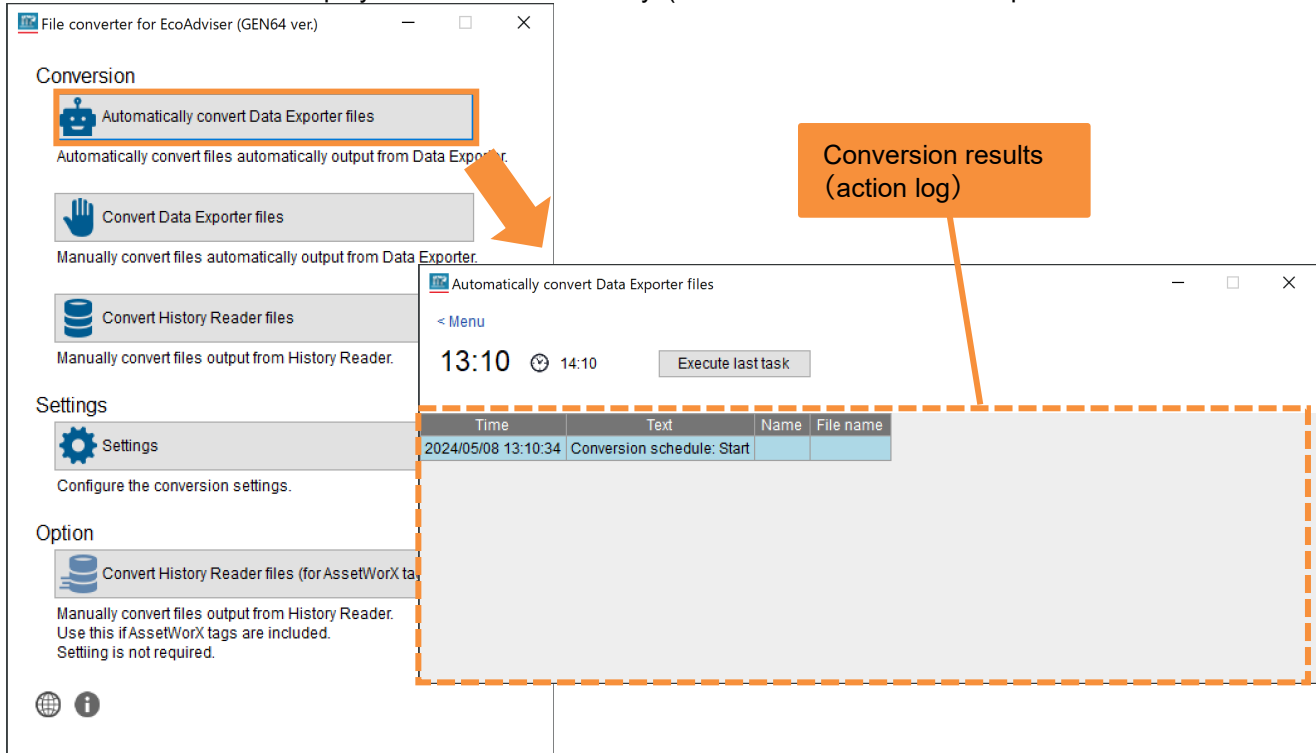 File converter for EcoAdviser (GEN64 ver.)
Conversion
Automatically convert Data Exporter files
Automatically convert files automatically output from Data Exporter.
Convert Data Exporter files
Manually convert files automatically output from Data Exporter.
Convert History Reader files
Manually convert files output from History Reader.
Settings
Settings
Configure the conversion settings.
Option
Convert History Reader files (for AssetWorX ta
Manually convert files output from History Reader.
Use this if AssetWorX tags are included.
Settiing is not required.
Conversion results
（action log）
Automatically convert Data Exporter files
< Menu
13:10 14:10 Execute last task
Time Text Name File name
2024/05/08 13:10:34 Conversion schedule: Start